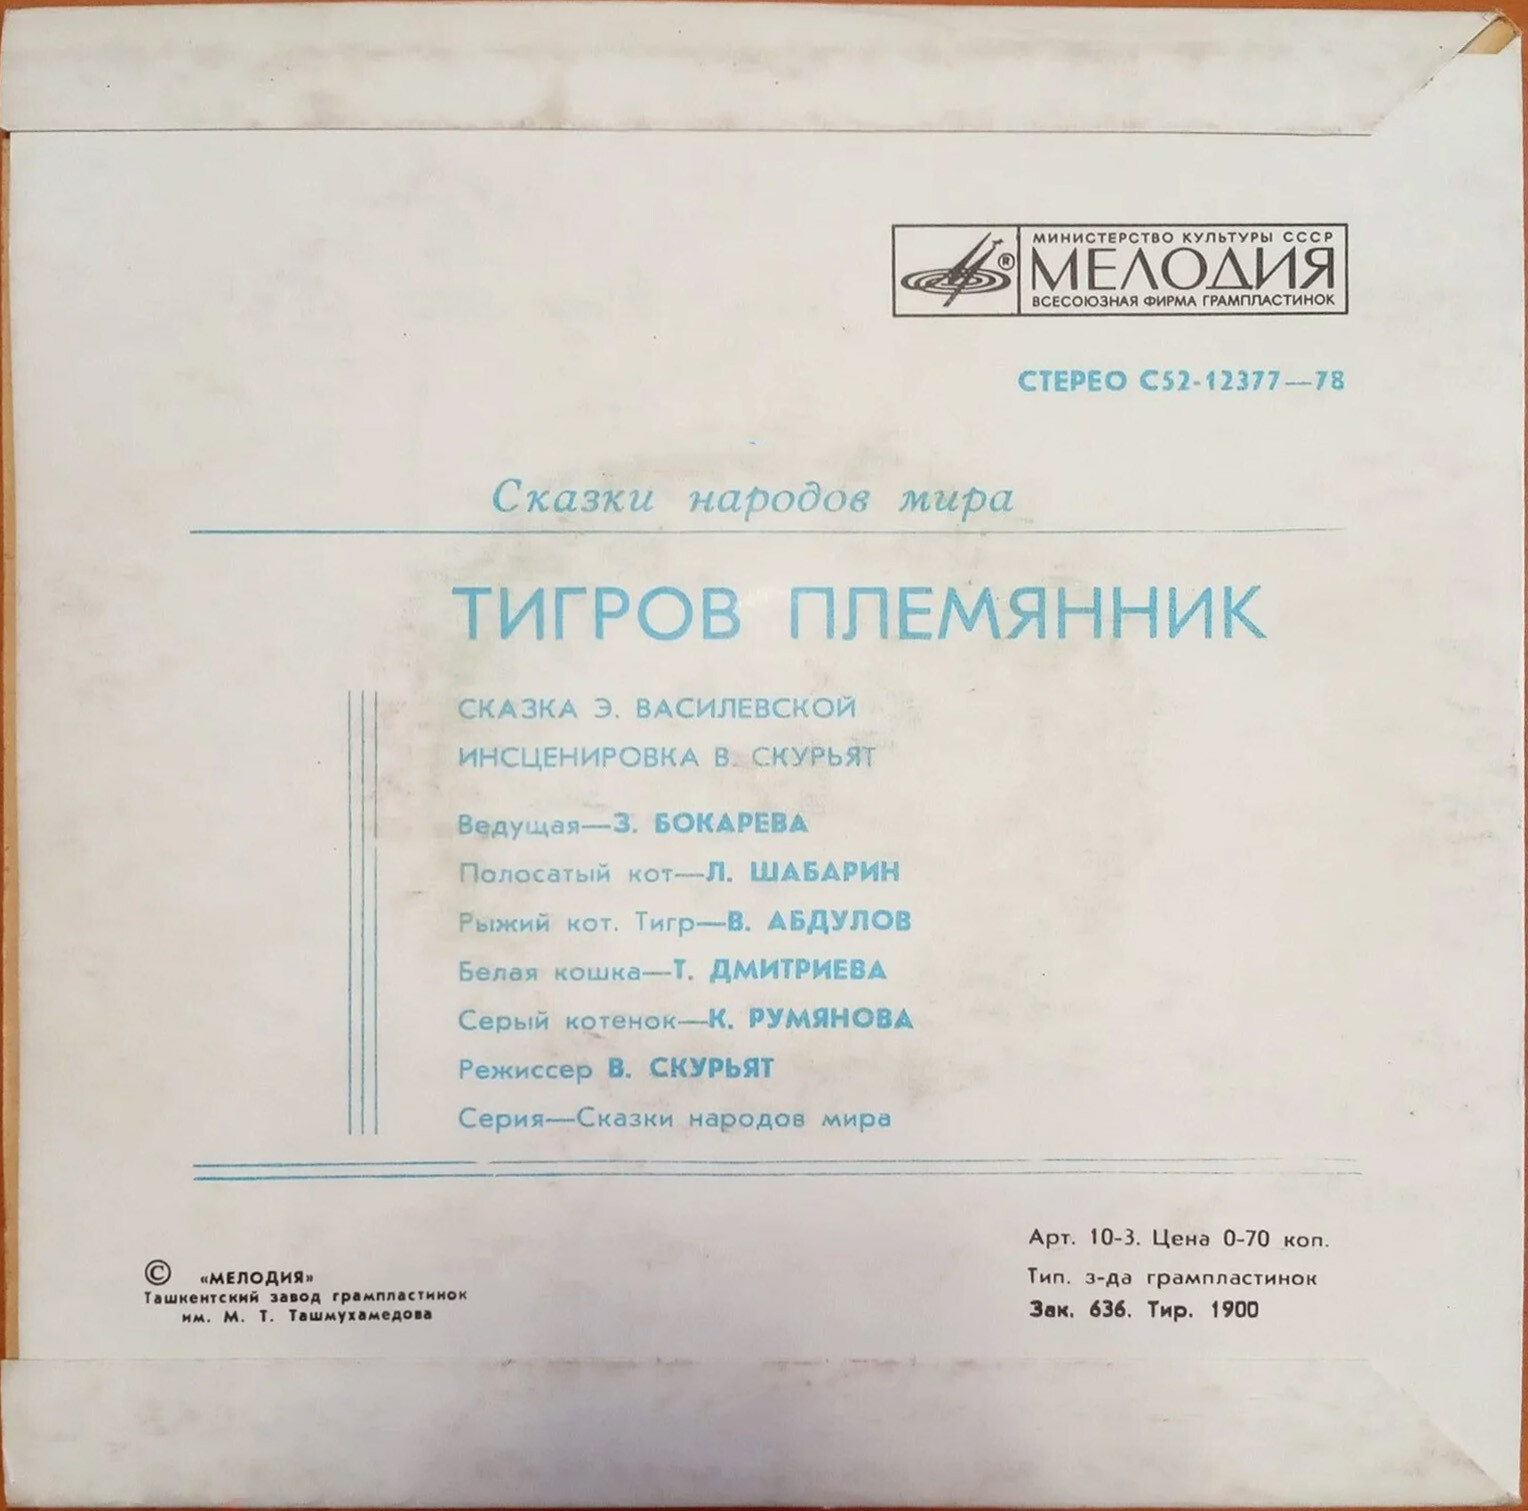 МИНИСТЕРСТВО КУЛЬТУРЫ СССР
МЕЛОДИЯ
®
ВСЕСОЮЗНАЯ ФИРМА ГРАМПЛАСТИНОК
СТЕРЕО С52-12377—78
Сказки народов мира
ТИГРОВ ПЛЕМЯННИК
СКАЗКА Э. ВАСИЛЕВСКОЙ
ИНСЦЕНИРОВКА В. СКУРЬЯТ
Ведущая—З. БОКАРЕВА
Полосатый кот—Л. ШАБАРИН
Рыжий кот. Тигр—В. АБДУЛОВ
Белая кошка—Т. ДМИТРИЕВА
Серый котенок—К. РУМЯНОВА
Режиссер В. СКУРЬЯТ
Серия—Сказки народов мира
© «МЕЛОДИЯ»
Ташкентский завод грампластинок
им. М. Т. Ташмухамедова
Арт. 10-3. Цена 0-70 коп.
Тип. з-да грампластинок
Зак. 636. Тир. 1900